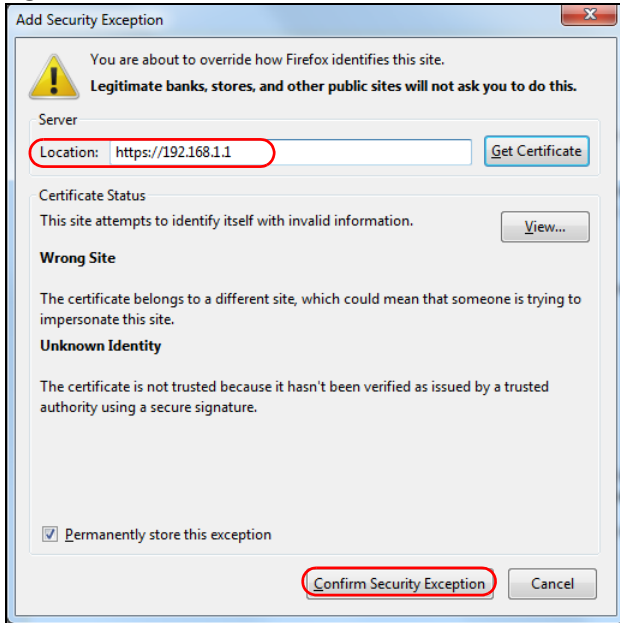 Add Security Exception
You are about to override how Firefox identifies this site.
Legitimate banks, stores, and other public sites will not ask you to do this.
Server
Location: https://192.168.1.1
Get Certificate
Certificate Status
This site attempts to identify itself with invalid information.
View...
Wrong Site
The certificate belongs to a different site, which could mean that someone is trying to
impersonate this site.
Unknown Identity
The certificate is not trusted because it hasn't been verified as issued by a trusted
authority using a secure signature.
Permanently store this exception
Confirm Security Exception
Cancel